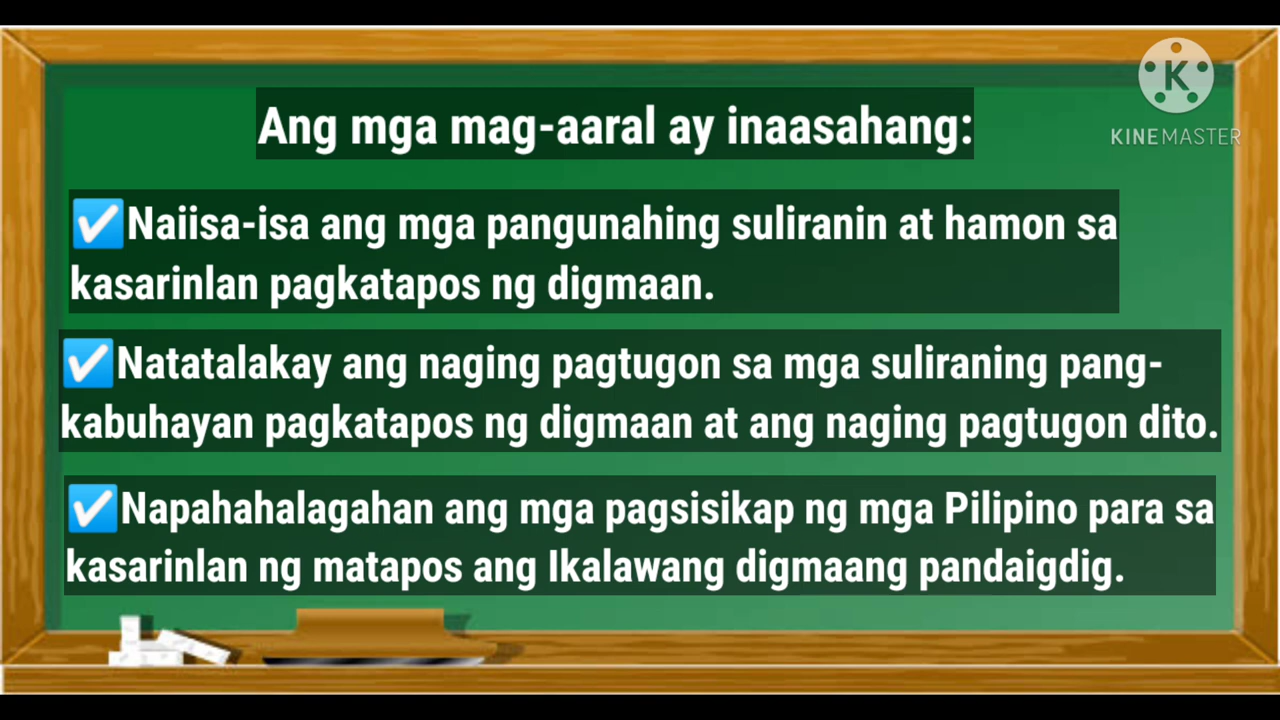 KINEMASTER
Ang mga mag-aaral ay inaasahang:
✅Naiisa-isa ang mga pangunahing suliranin at hamon sa
kasarinlan pagkatapos ng digmaan.
✅Natatalakay ang naging pagtugon sa mga suliraning pang-
kabuhayan pagkatapos ng digmaan at ang naging pagtugon dito.
✅Napahahalagahan ang mga pagsisikap ng mga Pilipino para sa
kasarinlan ng matapos ang Ikalawang digmaang pandaigdig.